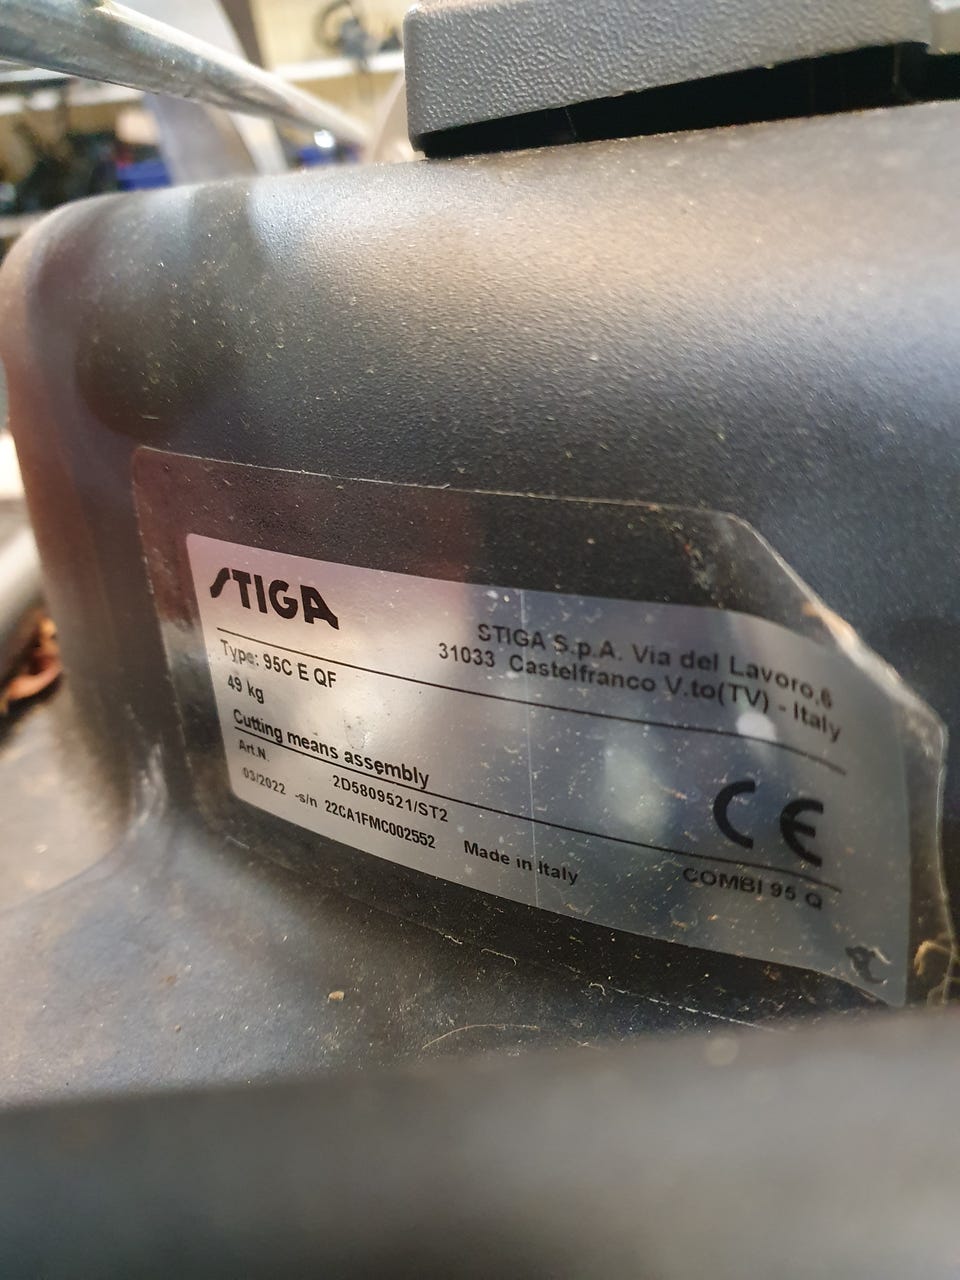 STIGA
STIGA S.p.A. Via del Lavoro,6
31033 Castelfranco V.to(TV) - Italy
Type: 95C E QF
49 kg
Cutting means assembly
Art.N. 2D5809521/ST2
03/2022 -s/n 22CA1FMC002552
Made in Italy
CE
COMBI 95 Q